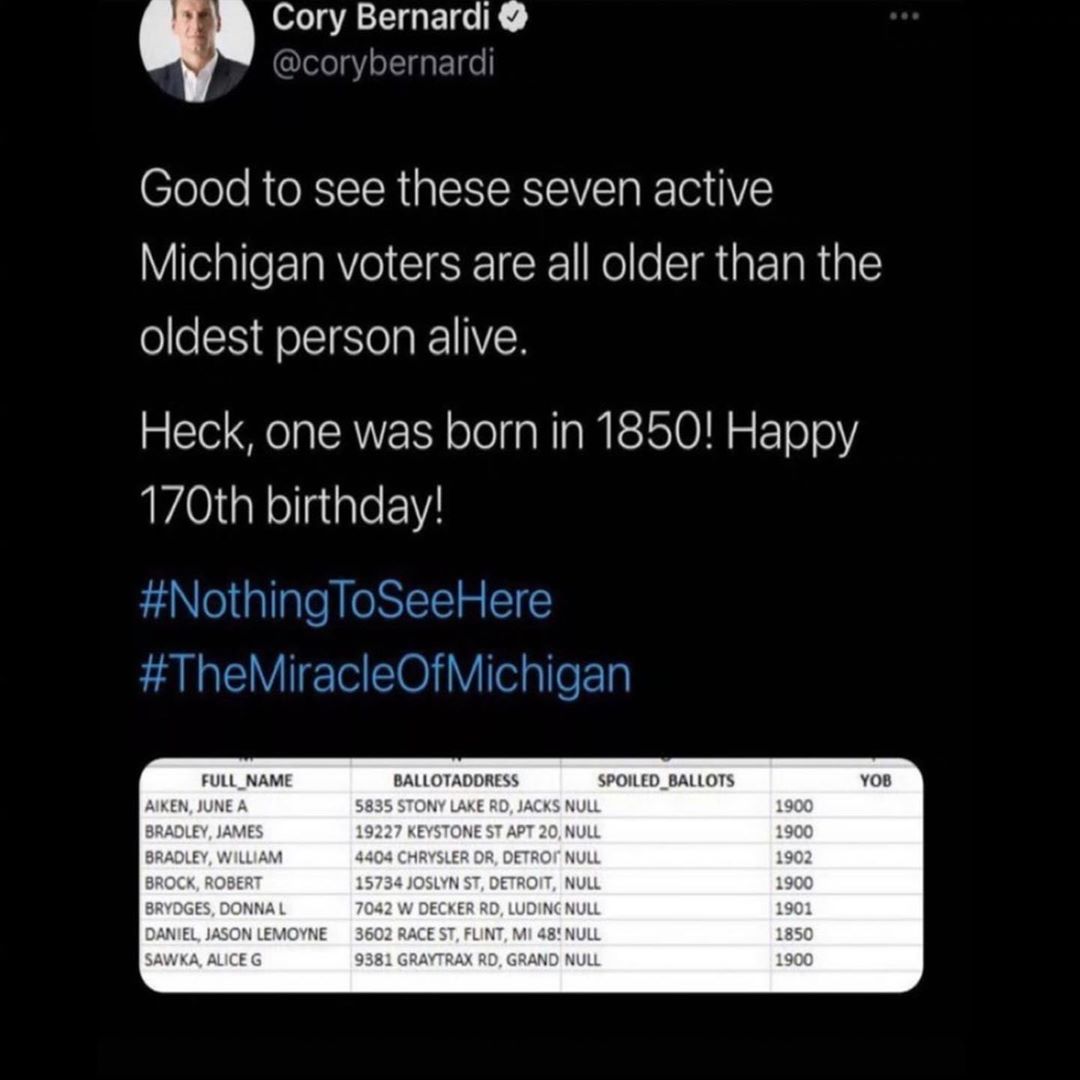 Cory Bernardi
@corybernardi
Good to see these seven active
Michigan voters are all older than the
oldest person alive.
Heck, one was born in 1850! Happy
170th birthday!
#NothingToSeeHere
#TheMiracleOfMichigan
FULL_NAME BALLOTADDRESS SPOILED_BALLOTS YOB
AIKEN, JUNE A 5835 STONY LAKE RD, JACKS NULL 1900
BRADLEY, JAMES 19227 KEYSTONE ST APT 20, NULL 1900
BRADLEY, WILLIAM 4404 CHRYSLER DR, DETROI NULL 1902
BROCK, ROBERT 15734 JOSLYN ST, DETROIT, NULL 1900
BRYDGES, DONNA L 7042 W DECKER RD, LUDING NULL 1901
DANIEL, JASON LEMOYNE 3602 RACE ST, FLINT, MI 48 NULL 1850
SAWKA, ALICE G 9381 GRAYTRAX RD, GRAND NULL 1900